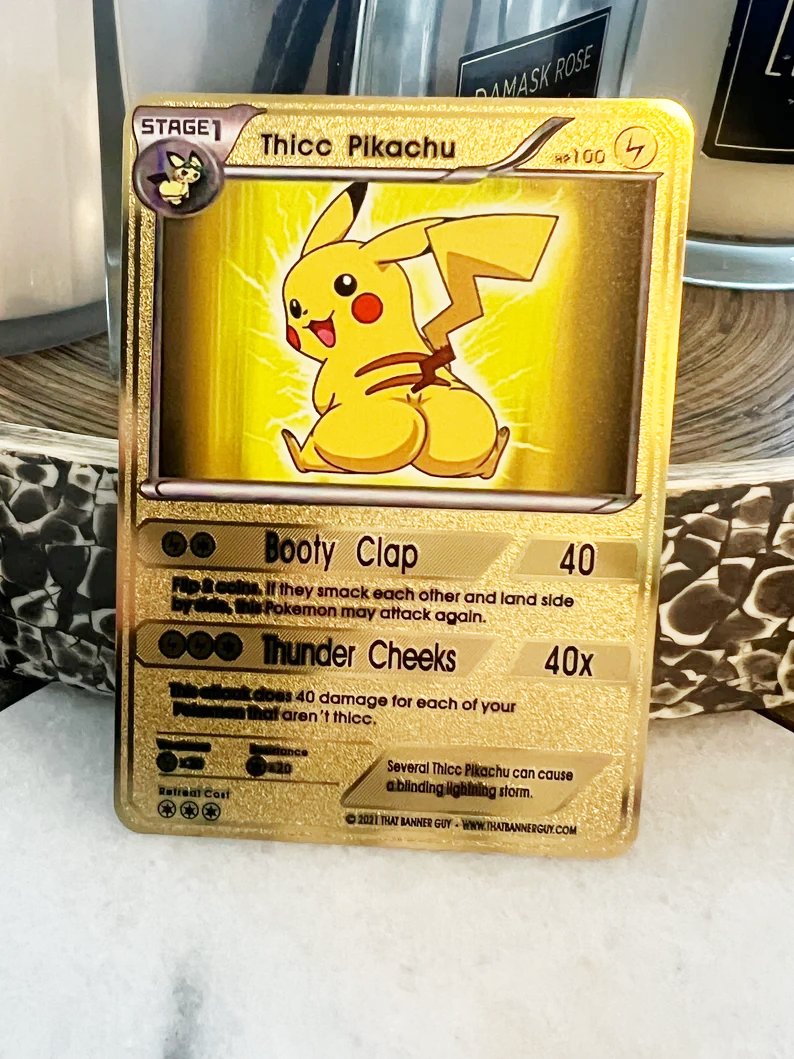 DAMASK ROSE
STAGE1
Thicc Pikachu
HP100
Booty Clap
40
Flip 2 coins. If they smack each other and land side
by side, this Pokemon may attack again.
Thunder Cheeks
40x
This attack does 40 damage for each of your
Pokemon that aren't thicc.
Weakness
Resistance
x20
Retreat Cost
Several Thicc Pikachu can cause
a blinding lightning storm.
© 2021 THAT BANNER GUY - WWW.THATBANNERGUY.COM